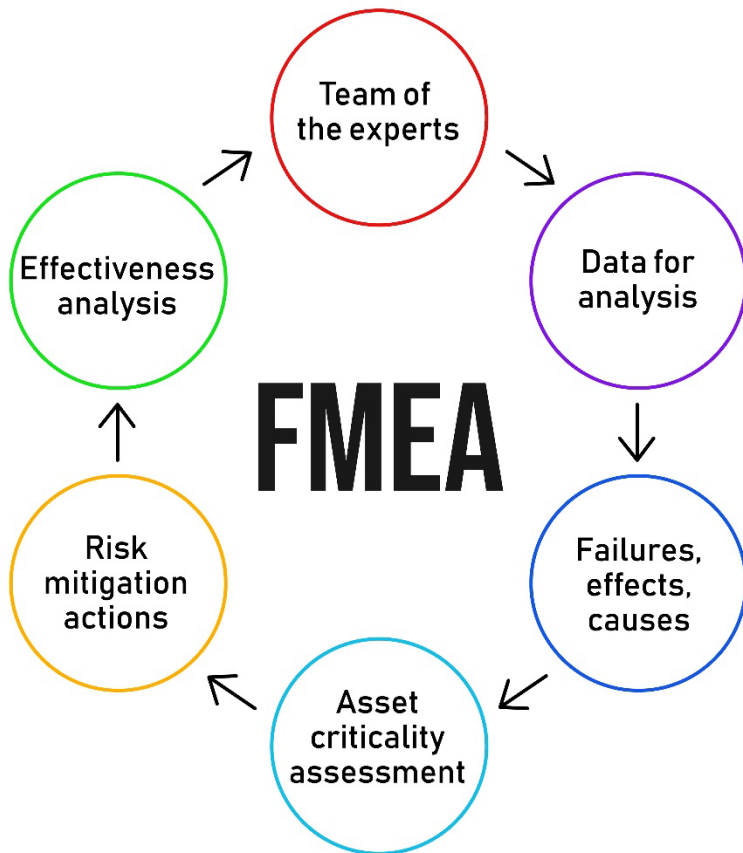 Team of
the experts
Data for
analysis
Failures,
effects,
causes
Asset
criticality
assessment
Risk
mitigation
actions
Effectiveness
analysis
FMEA